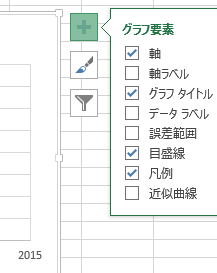 グラフ要素
軸
軸ラベル
グラフ タイトル
データ ラベル
誤差範囲
目盛線
凡例
近似曲線
2015